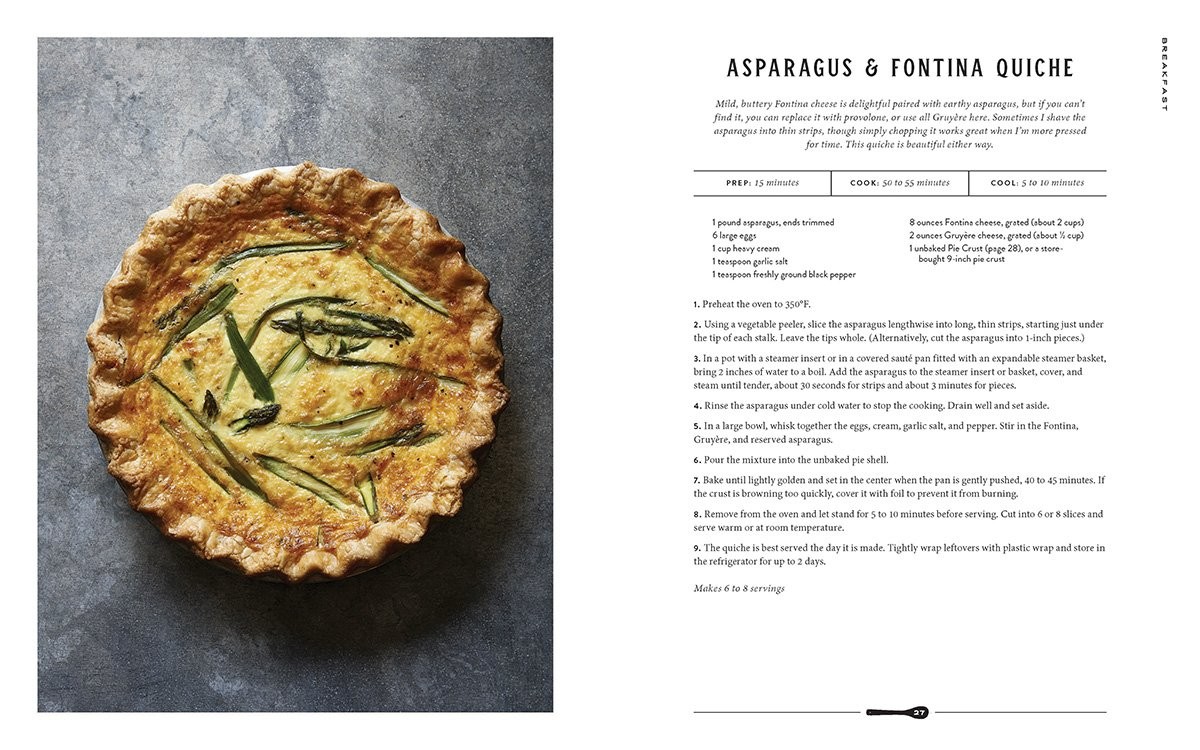 BREAKFAST
ASPARAGUS & FONTINA QUICHE
Mild, buttery Fontina cheese is delightful paired with earthy asparagus, but if you can't
find it, you can replace it with provolone, or use all Gruyère here. Sometimes I shave the
asparagus into thin strips, though simply chopping it works great when I'm more pressed
for time. This quiche is beautiful either way.
PREP: 15 minutes
COOK: 50 to 55 minutes
COOL: 5 to 10 minutes
1 pound asparagus, ends trimmed
6 large eggs
1 cup heavy cream
1 teaspoon garlic salt
1 teaspoon freshly ground black pepper
8 ounces Fontina cheese, grated (about 2 cups)
2 ounces Gruyère cheese, grated (about ½ cup)
1 unbaked Pie Crust (page 28), or a store-
bought 9-inch pie crust
1. Preheat the oven to 350°F.
2. Using a vegetable peeler, slice the asparagus lengthwise into long, thin strips, starting just under
the tip of each stalk. Leave the tips whole. (Alternatively, cut the asparagus into 1-inch pieces.)
3. In a pot with a steamer insert or in a covered sauté pan fitted with an expandable steamer basket,
bring 2 inches of water to a boil. Add the asparagus to the steamer insert or basket, cover, and
steam until tender, about 30 seconds for strips and about 3 minutes for pieces.
4. Rinse the asparagus under cold water to stop the cooking. Drain well and set aside.
5. In a large bowl, whisk together the eggs, cream, garlic salt, and pepper. Stir in the Fontina,
Gruyère, and reserved asparagus.
6. Pour the mixture into the unbaked pie shell.
7. Bake until lightly golden and set in the center when the pan is gently pushed, 40 to 45 minutes. If
the crust is browning too quickly, cover it with foil to prevent it from burning.
8. Remove from the oven and let stand for 5 to 10 minutes before serving. Cut into 6 or 8 slices and
serve warm or at room temperature.
9. The quiche is best served the day it is made. Tightly wrap leftovers with plastic wrap and store in
the refrigerator for up to 2 days.
Makes 6 to 8 servings
27